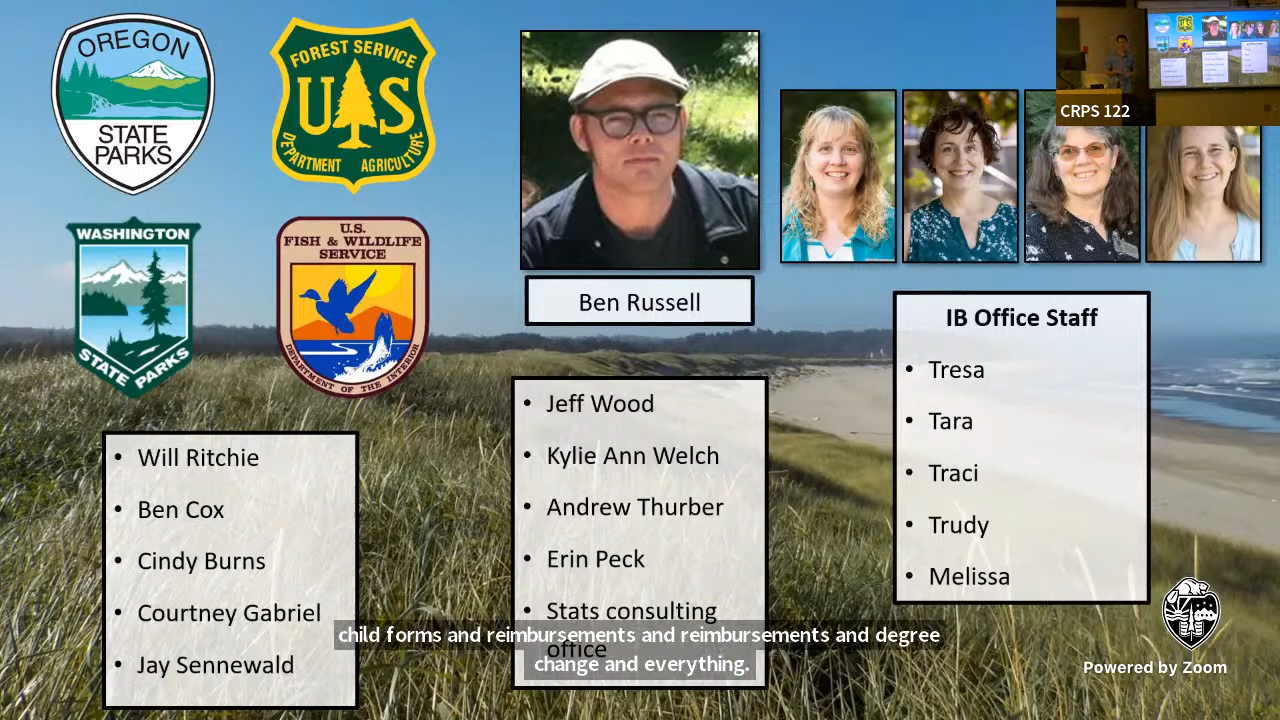 OREGON
STATE
PARKS
FOREST SERVICE
US
DEPARTMENT AGRICULTURE
WASHINGTON
STATE PARKS
U.S.
FISH & WILDLIFE
SERVICE
DEPARTMENT OF THE INTERIOR
• Will Ritchie
• Ben Cox
• Cindy Burns
• Courtney Gabriel
• Jay Sennewald
Ben Russell
• Jeff Wood
• Kylie Ann Welch
• Andrew Thurber
• Erin Peck
• Stats consulting
office
CRPS 122
IB Office Staff
• Tresa
• Tara
• Traci
• Trudy
• Melissa
child forms and reimbursements and reimbursements and degree
change and everything.
Powered by Zoom